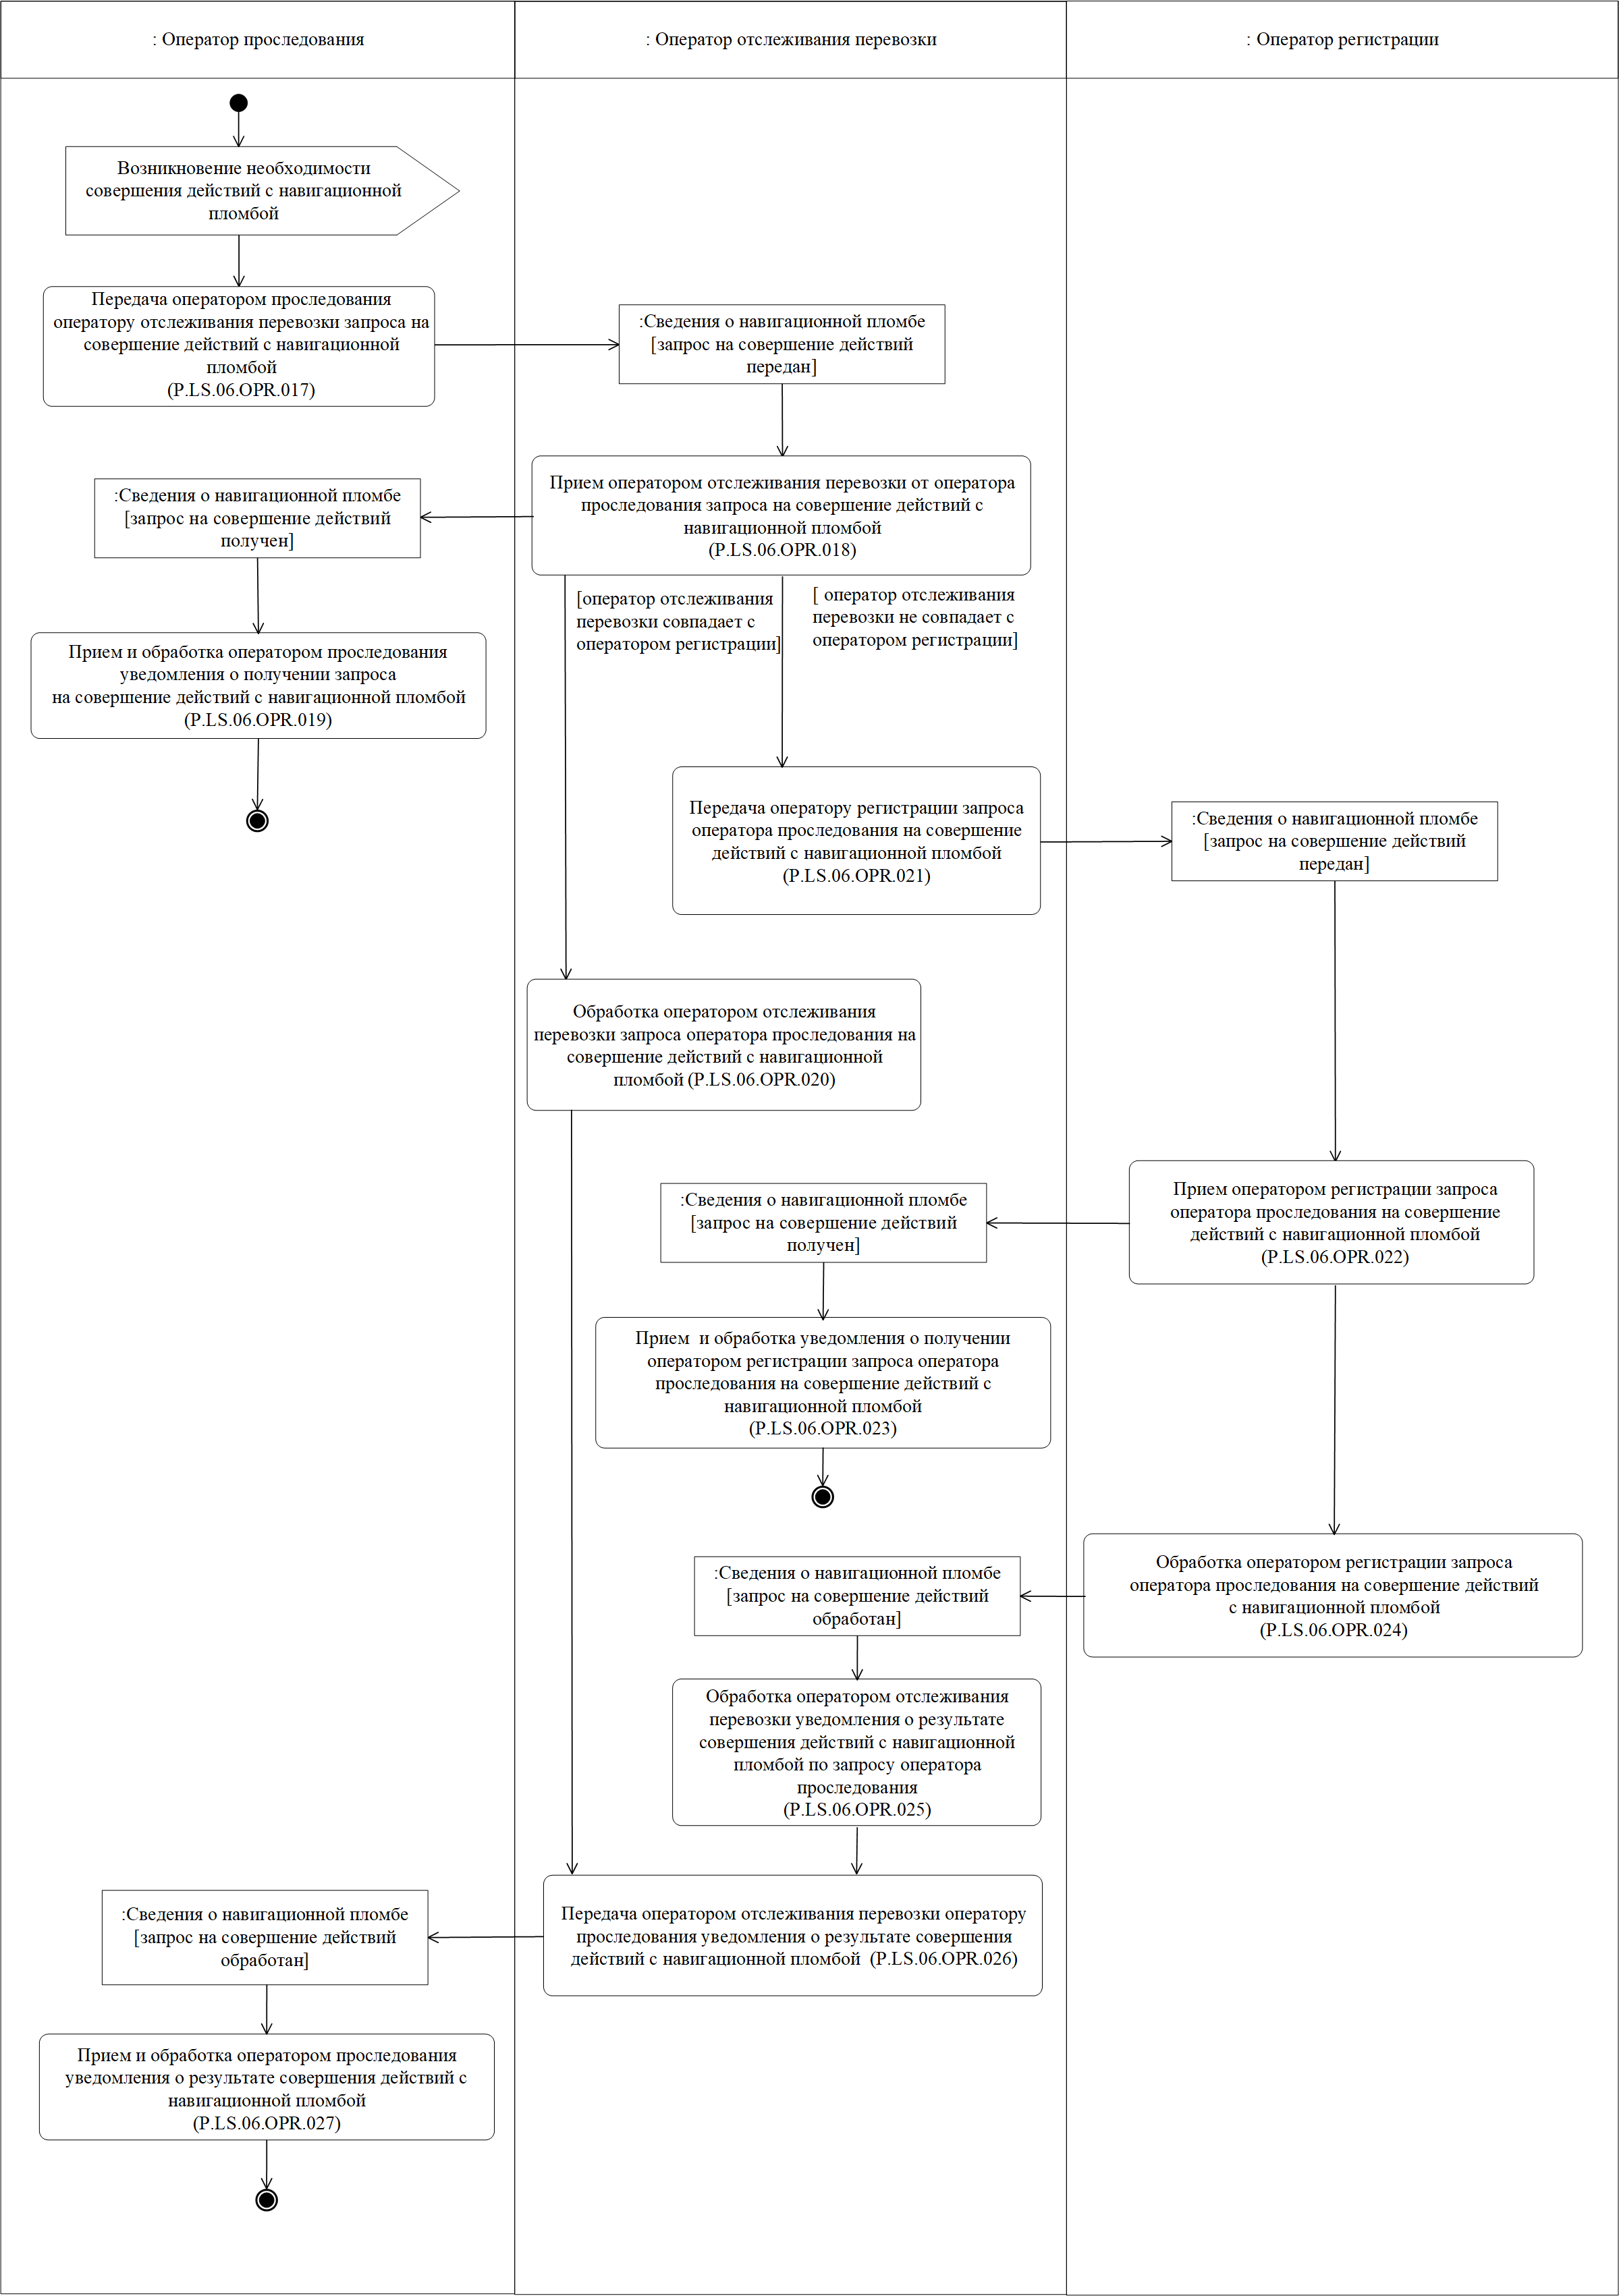 : Оператор проследования
: Оператор отслеживания перевозки
: Оператор регистрации
Возникновение необходимости
совершения действий с навигационной
пломбой
Передача оператором проследования
оператору отслеживания перевозки запроса на
совершение действий с навигационной
пломбой
(P.LS.06.OPR.017)
:Сведения о навигационной пломбе
[запрос на совершение действий
передан]
Прием оператором отслеживания перевозки от оператора
проследования запроса на совершение действий с
навигационной пломбой
(P.LS.06.OPR.018)
:Сведения о навигационной пломбе
[запрос на совершение действий
получен]
[оператор отслеживания
перевозки совпадает с
оператором регистрации]
[ оператор отслеживания
перевозки не совпадает с
оператором регистрации]
Прием и обработка оператором проследования
уведомления о получении запроса
на совершение действий с навигационной пломбой
(P.LS.06.OPR.019)
Передача оператору регистрации запроса
оператора проследования на совершение
действий с навигационной пломбой
(P.LS.06.OPR.021)
:Сведения о навигационной пломбе
[запрос на совершение действий
передан]
Обработка оператором отслеживания
перевозки запроса оператора проследования на
совершение действий с навигационной
пломбой (P.LS.06.OPR.020)
Прием оператором регистрации запроса
оператора проследования на совершение
действий с навигационной пломбой
(P.LS.06.OPR.022)
:Сведения о навигационной пломбе
[запрос на совершение действий
получен]
Прием  и обработка уведомления о получении
оператором регистрации запроса оператора
проследования на совершение действий с
навигационной пломбой
(P.LS.06.OPR.023)
Обработка оператором регистрации запроса
оператора проследования на совершение действий
с навигационной пломбой
(P.LS.06.OPR.024)
:Сведения о навигационной пломбе
[запрос на совершение действий
обработан]
Обработка оператором отслеживания
перевозки уведомления о результате
совершения действий с навигационной
пломбой по запросу оператора
проследования
(P.LS.06.OPR.025)
Передача оператором отслеживания перевозки оператору
проследования уведомления о результате совершения
действий с навигационной пломбой  (P.LS.06.OPR.026)
:Сведения о навигационной пломбе
[запрос на совершение действий
обработан]
Прием и обработка оператором проследования
уведомления о результате совершения действий с
навигационной пломбой
(P.LS.06.OPR.027)